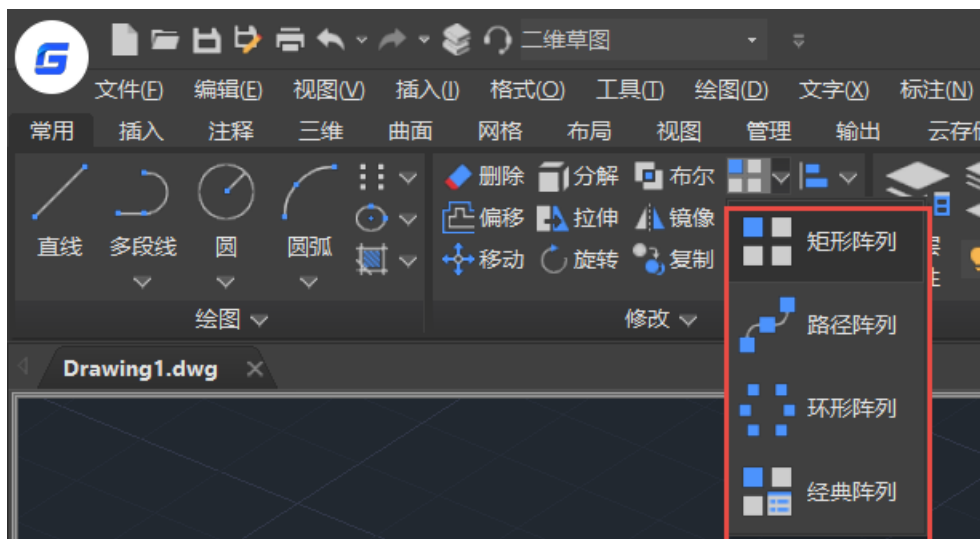 二维草图
文件(F) 编辑(E) 视图(V) 插入(I) 格式(O) 工具(T) 绘图(D) 文字(X) 标注(N)
常用 插入 注释 三维 曲面 网格 布局 视图 管理 输出 云存
删除 分解 布尔
偏移 拉伸 镜像
直线 多段线 圆 圆弧
移动 旋转 复制
矩形阵列
路径阵列
环形阵列
经典阵列
绘图 修改
Drawing1.dwg